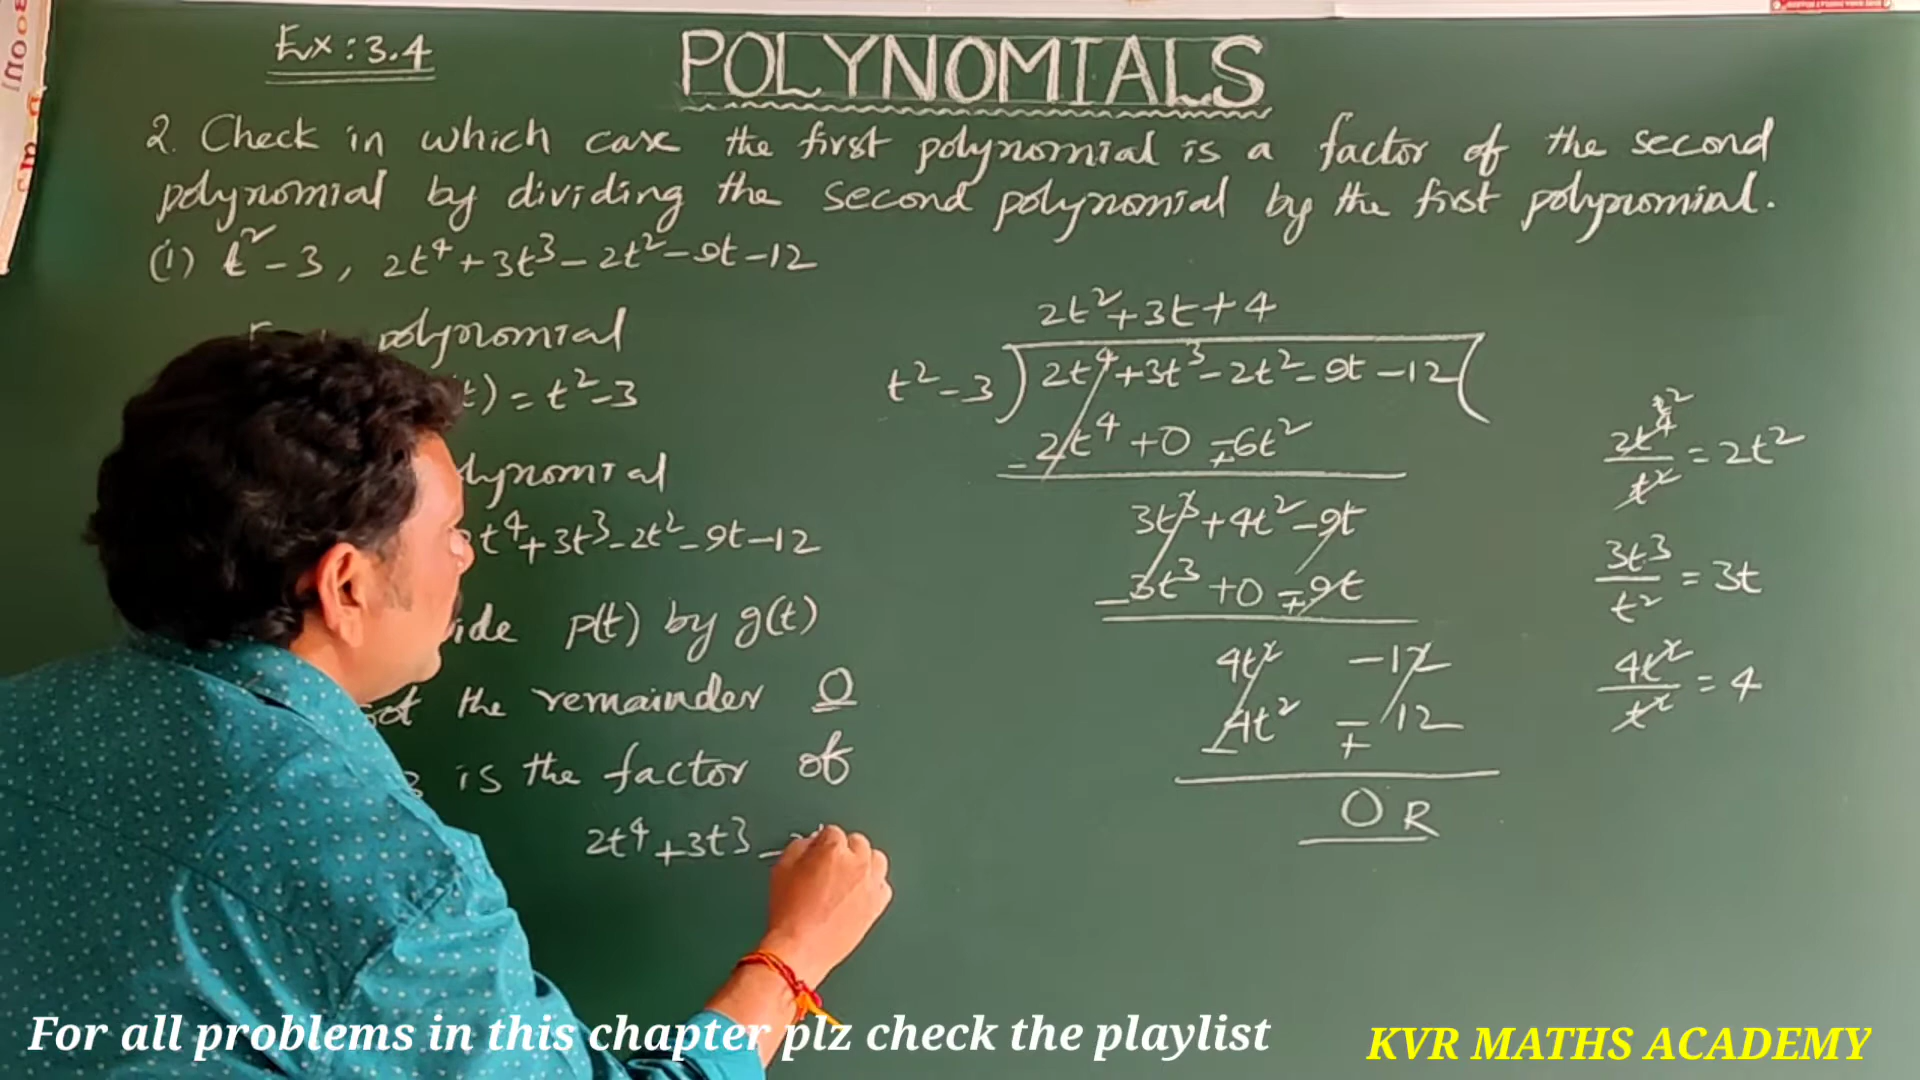 Ex : 3.4
POLYNOMIALS
2. Check in which case the first polynomial is a factor of the second
polynomial by dividing the second polynomial by the first polynomial.
(i) t² - 3 , 2t⁴ + 3t³ - 2t² - 9t - 12
polynomial
t) = t² - 3
lynomial
2t⁴ + 3t³ - 2t² - 9t - 12
ide p(t) by g(t)
got the remainder 0
3 is the factor of
2t⁴ + 3t³ -
2t² + 3t + 4
t² - 3 ) 2t⁴ + 3t³ - 2t² - 9t - 12 (
- 2t⁴ + 0 ∓ 6t²
3t³ + 4t² - 9t
- 3t³ + 0 ∓ 9t
4t² - 12
- 4t² ∓ 12
0 R
2t⁴/t² = 2t²
3t³/t² = 3t
4t²/t² = 4
For all problems in this chapter plz check the playlist
KVR MATHS ACADEMY